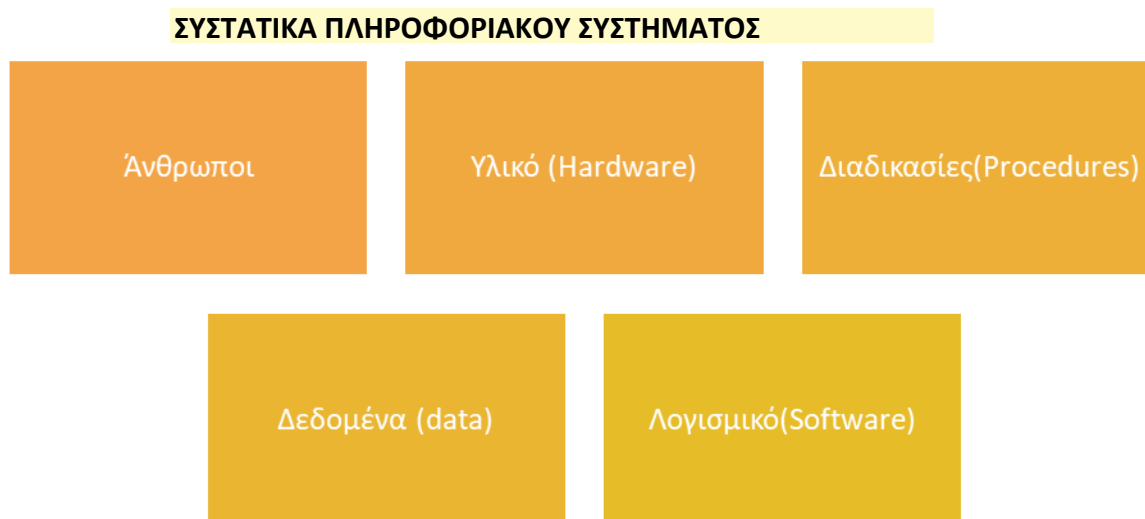 ΣΥΣΤΑΤΙΚΑ ΠΛΗΡΟΦΟΡΙΑΚΟΥ ΣΥΣΤΗΜΑΤΟΣ
Άνθρωποι
Υλικό (Hardware)
Διαδικασίες(Procedures)
Δεδομένα (data)
Λογισμικό(Software)